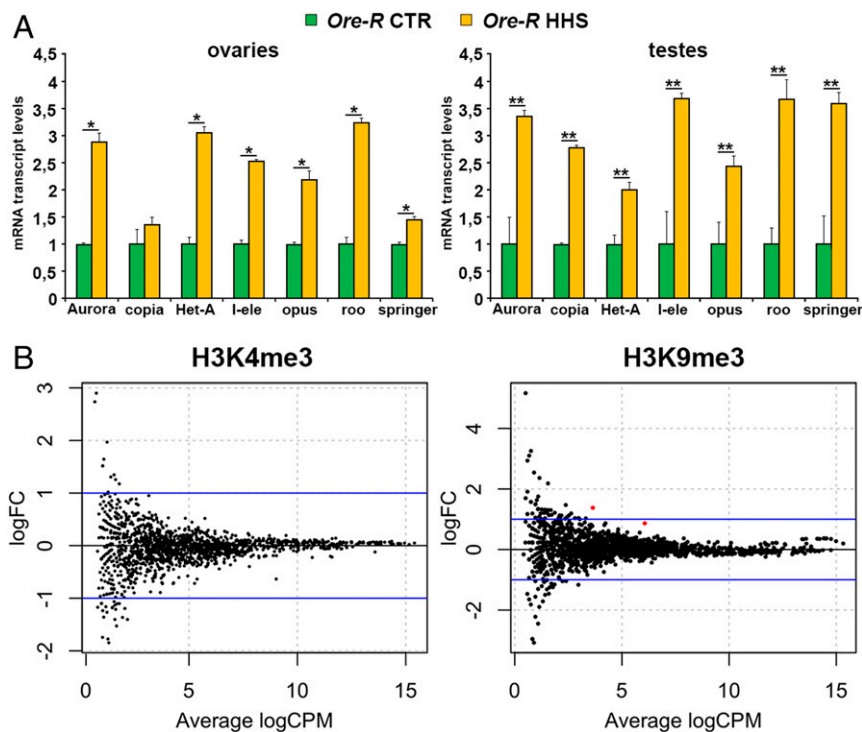 A
Ore-R CTR Ore-R HHS
ovaries
mRNA transcript levels
4,5
4
3,5
3
2,5
2
1,5
1
0,5
0
* * * * * *
Aurora copia Het-A I-ele opus roo springer
testes
mRNA transcript levels
4,5
4
3,5
3
2,5
2
1,5
1
0,5
0
** ** ** ** ** ** **
Aurora copia Het-A I-ele opus roo springer
B
H3K4me3
logFC
3
2
1
0
-1
-2
0 5 10 15
Average logCPM
H3K9me3
logFC
4
2
0
-2
0 5 10 15
Average logCPM